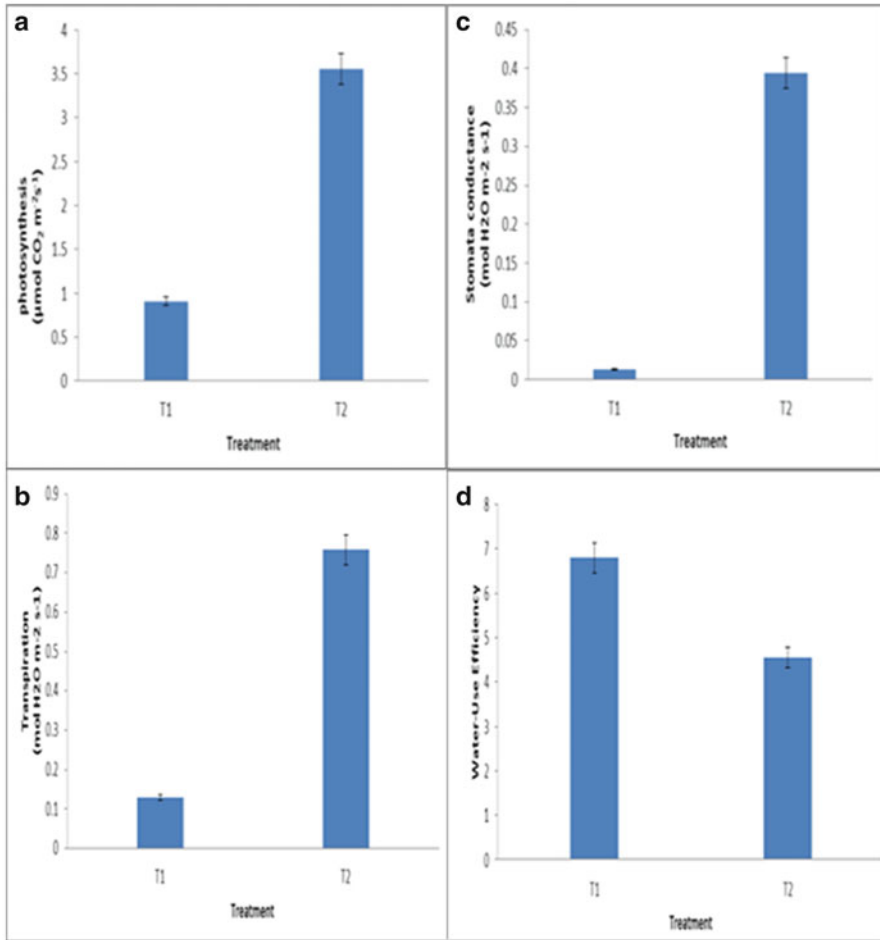 a
4
3.5
3
2.5
2
1.5
1
0.5
0
photosynthesis
(µmol CO₂ m⁻²s⁻¹)
T1
T2
Treatment
c
0.45
0.4
0.35
0.3
0.25
0.2
0.15
0.1
0.05
0
Stomata conductance
(mol H2O m-2 s-1)
T1
T2
Treatment
b
0.9
0.8
0.7
0.6
0.5
0.4
0.3
0.2
0.1
0
Transpiration
(mol H2O m-2 s-1)
T1
T2
Treatment
d
8
7
6
5
4
3
2
1
0
Water-Use Efficiency
T1
T2
Treatment